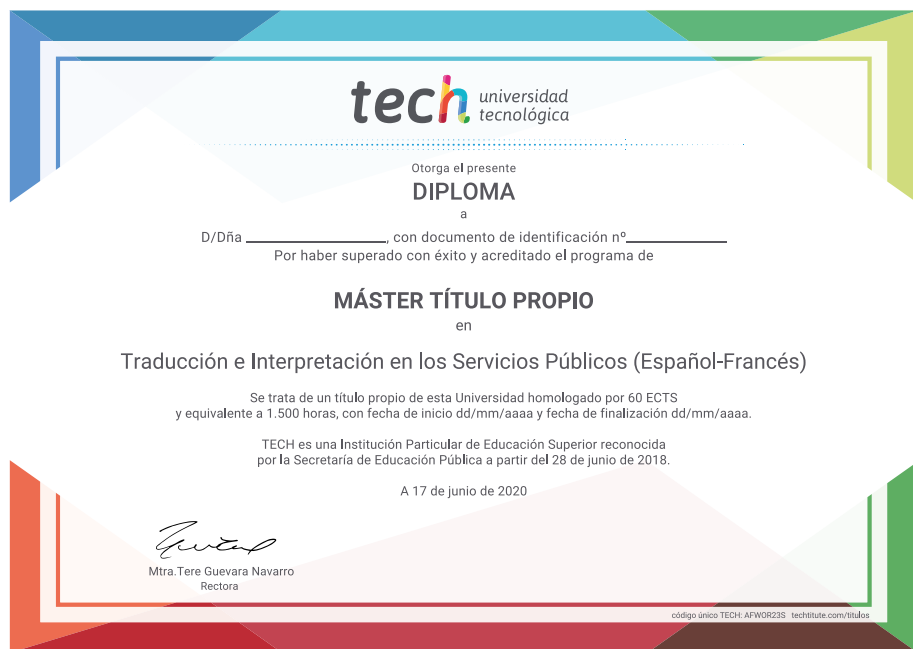 tech universidad
tecnológica
Otorga el presente
DIPLOMA
a
D/Dña ____________, con documento de identificación nº____________
Por haber superado con éxito y acreditado el programa de
MÁSTER TÍTULO PROPIO
en
Traducción e Interpretación en los Servicios Públicos (Español-Francés)
Se trata de un título propio de esta Universidad homologado por 60 ECTS
y equivalente a 1.500 horas, con fecha de inicio dd/mm/aaaa y fecha de finalización dd/mm/aaaa.
TECH es una Institución Particular de Educación Superior reconocida
por la Secretaría de Educación Pública a partir del 28 de junio de 2018.
A 17 de junio de 2020
Mtra.Tere Guevara Navarro
Rectora
código único TECH: AFWOR23S techtitute.com/titulos